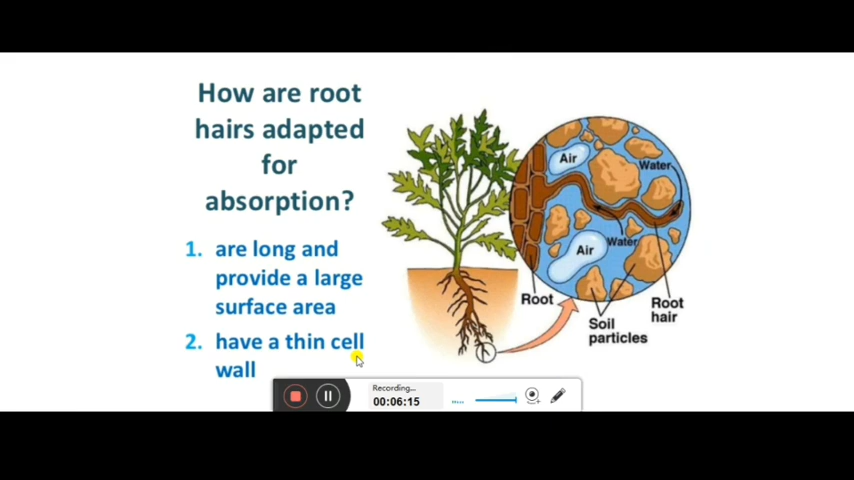 How are root
hairs adapted
for
absorption?
1. are long and
provide a large
surface area
2. have a thin cell
wall
Air
Water
Water
Air
Root
Root
hair
Soil
particles
Recording...
00:06:15